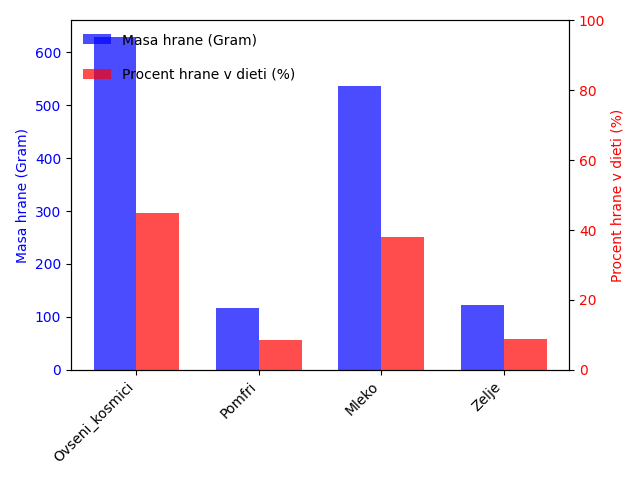 Masa hrane (Gram)
Procent hrane v dieti (%)
Masa hrane (Gram)
600
500
400
300
200
100
0
100
80
60
40
20
0
Procent hrane v dieti (%)
Ovseni_kosmici
Pomfri
Mleko
Zelje